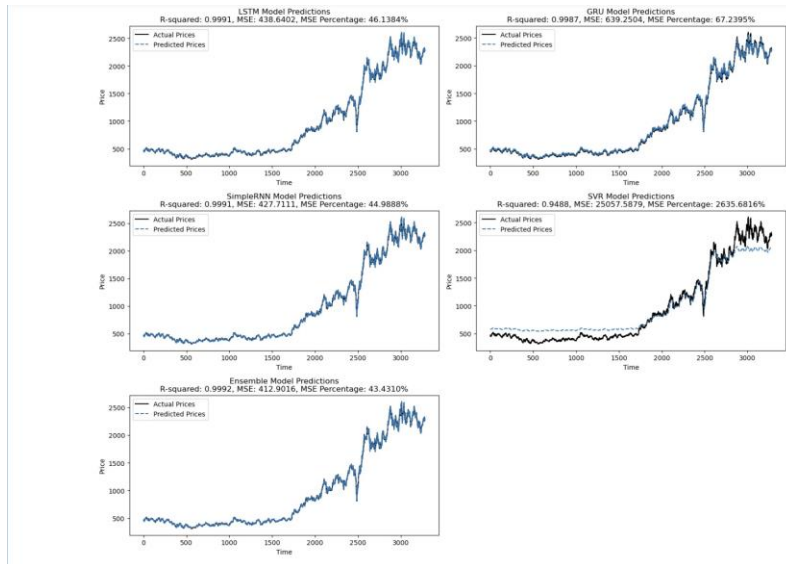 LSTM Model Predictions
R-squared: 0.9991, MSE: 438.6402, MSE Percentage: 46.1384%
Actual Prices
Predicted Prices
2500
2000
1500
1000
500
Price
0 500 1000 1500 2000 2500 3000
Time
GRU Model Predictions
R-squared: 0.9987, MSE: 639.2504, MSE Percentage: 67.2395%
Actual Prices
Predicted Prices
2500
2000
1500
1000
500
Price
0 500 1000 1500 2000 2500 3000
Time
SimpleRNN Model Predictions
R-squared: 0.9991, MSE: 427.7111, MSE Percentage: 44.9888%
Actual Prices
Predicted Prices
2500
2000
1500
1000
500
Price
0 500 1000 1500 2000 2500 3000
Time
SVR Model Predictions
R-squared: 0.9488, MSE: 25057.5879, MSE Percentage: 2635.6816%
Actual Prices
Predicted Prices
2500
2000
1500
1000
500
Price
0 500 1000 1500 2000 2500 3000
Time
Ensemble Model Predictions
R-squared: 0.9992, MSE: 412.9016, MSE Percentage: 43.4310%
Actual Prices
Predicted Prices
2500
2000
1500
1000
500
Price
0 500 1000 1500 2000 2500 3000
Time